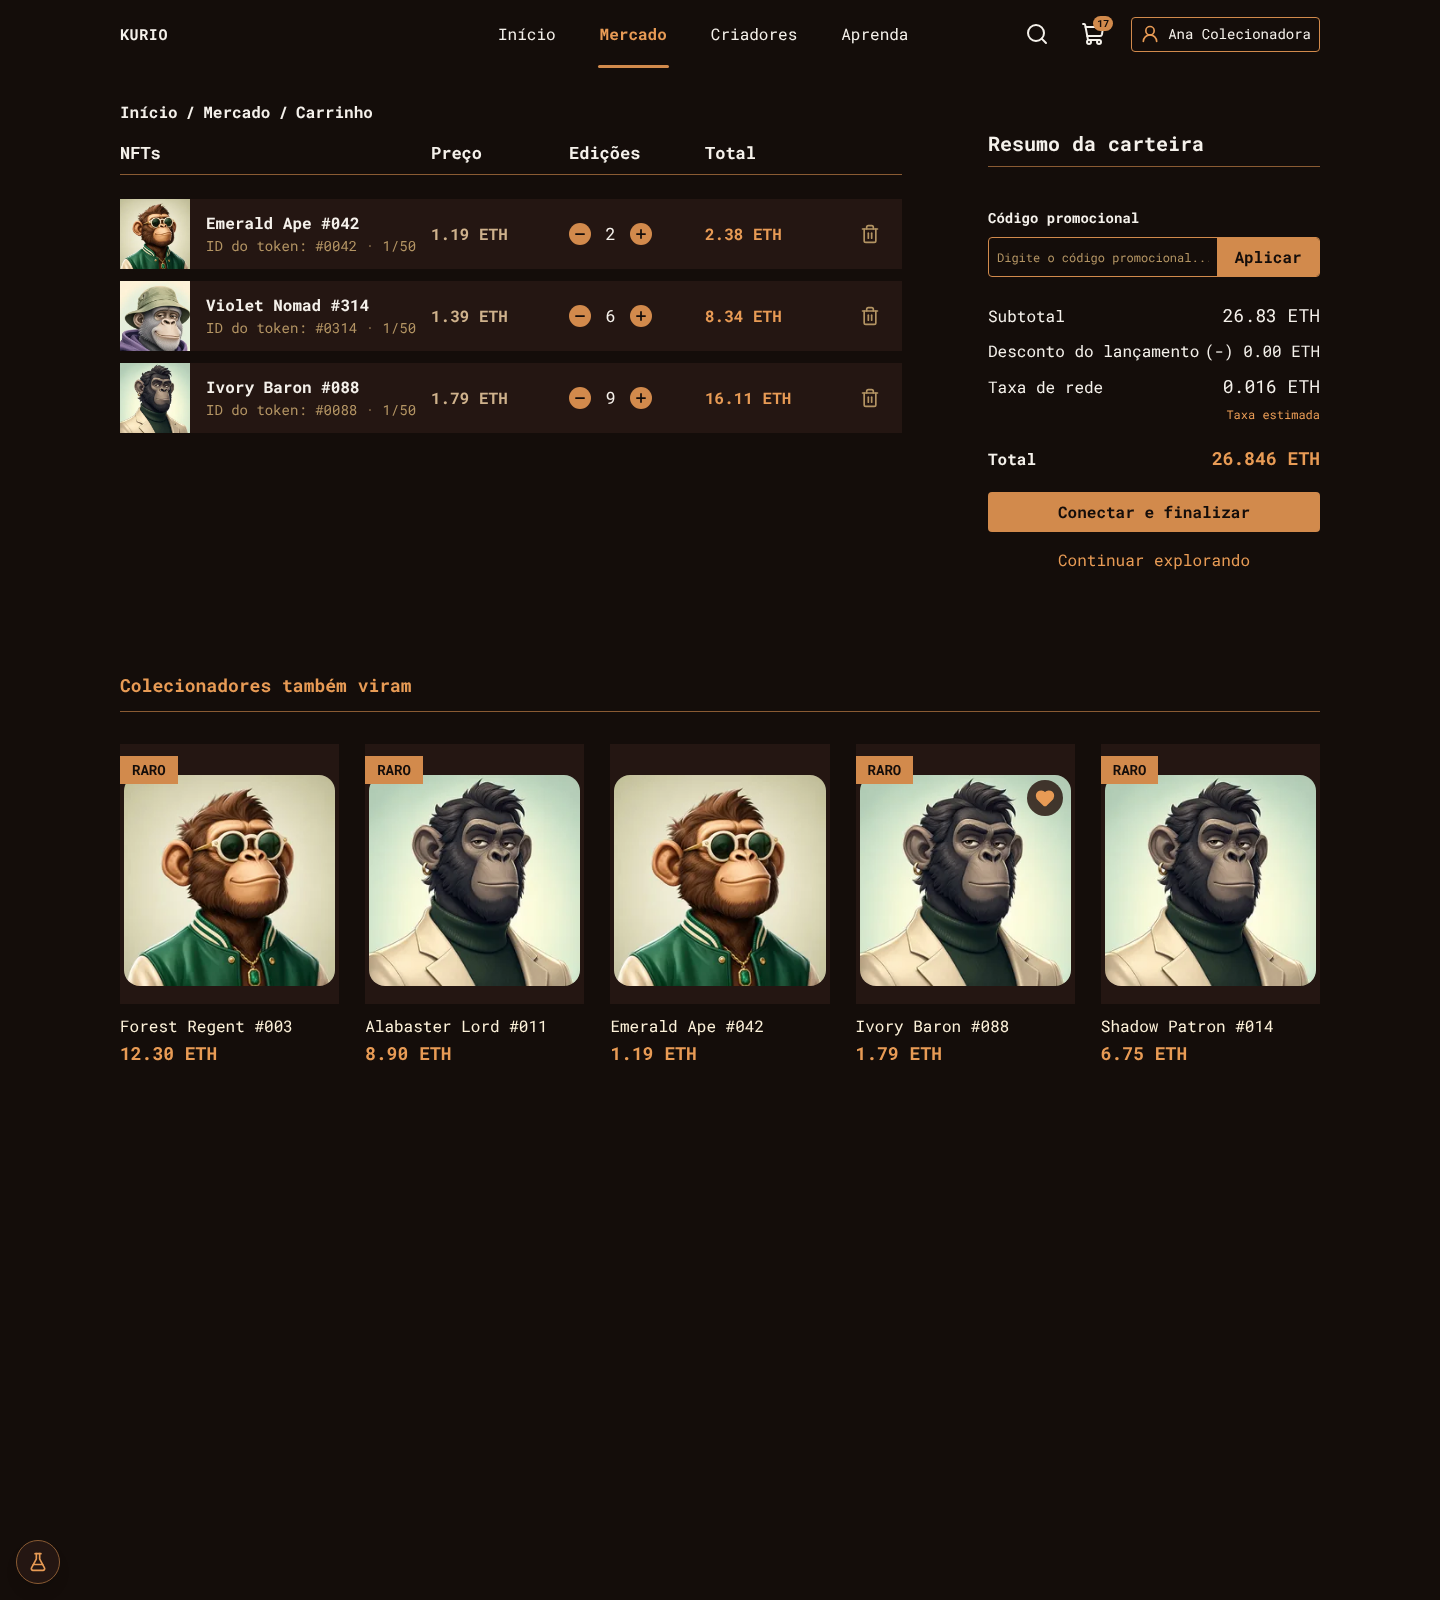 KURIO
Início
Mercado
Criadores
Aprenda
17
Ana Colecionadora
Início / Mercado / Carrinho
NFTs
Preço
Edições
Total
Emerald Ape #042
ID do token: #0042 · 1/50
1.19 ETH
2
2.38 ETH
Violet Nomad #314
ID do token: #0314 · 1/50
1.39 ETH
6
8.34 ETH
Ivory Baron #088
ID do token: #0088 · 1/50
1.79 ETH
9
16.11 ETH
Resumo da carteira
Código promocional
Digite o código promocional...
Aplicar
Subtotal
26.83 ETH
Desconto do lançamento
(-) 0.00 ETH
Taxa de rede
0.016 ETH
Taxa estimada
Total
26.846 ETH
Conectar e finalizar
Continuar explorando
Colecionadores também viram
RARO
Forest Regent #003
12.30 ETH
RARO
Alabaster Lord #011
8.90 ETH
Emerald Ape #042
1.19 ETH
RARO
Ivory Baron #088
1.79 ETH
RARO
Shadow Patron #014
6.75 ETH